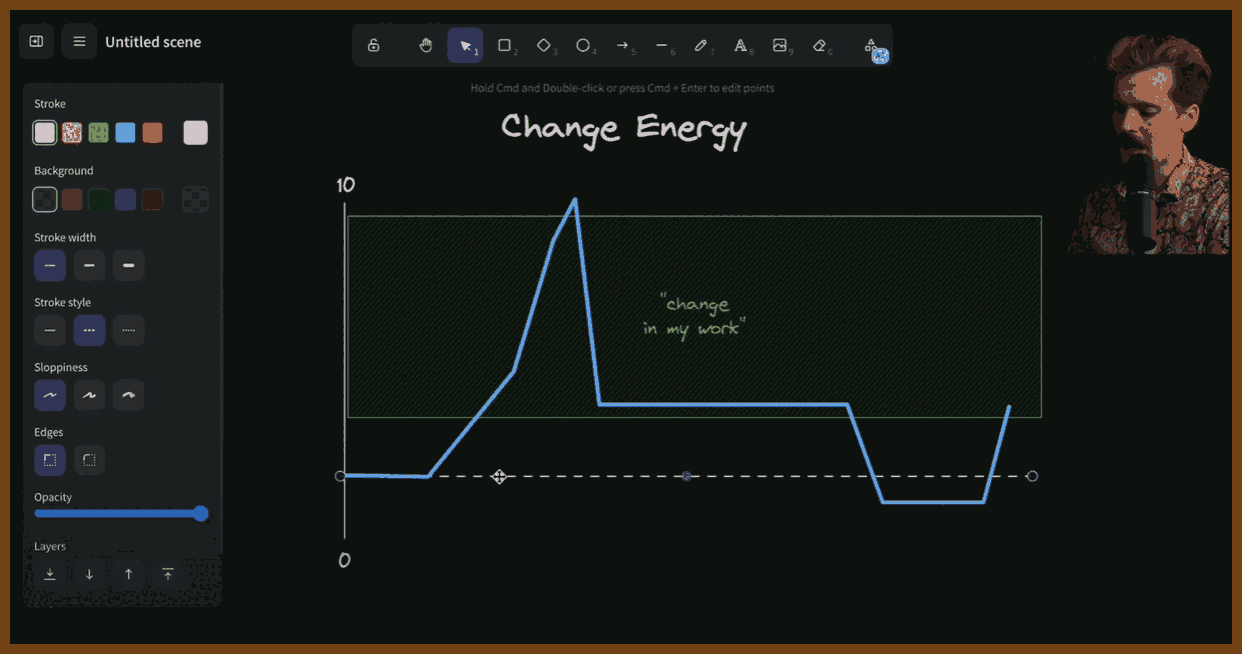 Untitled scene
1
2
3
4
5
6
7
8
9
0
Hold Cmd and Double-click or press Cmd + Enter to edit points
Stroke
Background
Stroke width
Stroke style
Sloppiness
Edges
Opacity
Layers
Change Energy
10
"change
in my work"
0